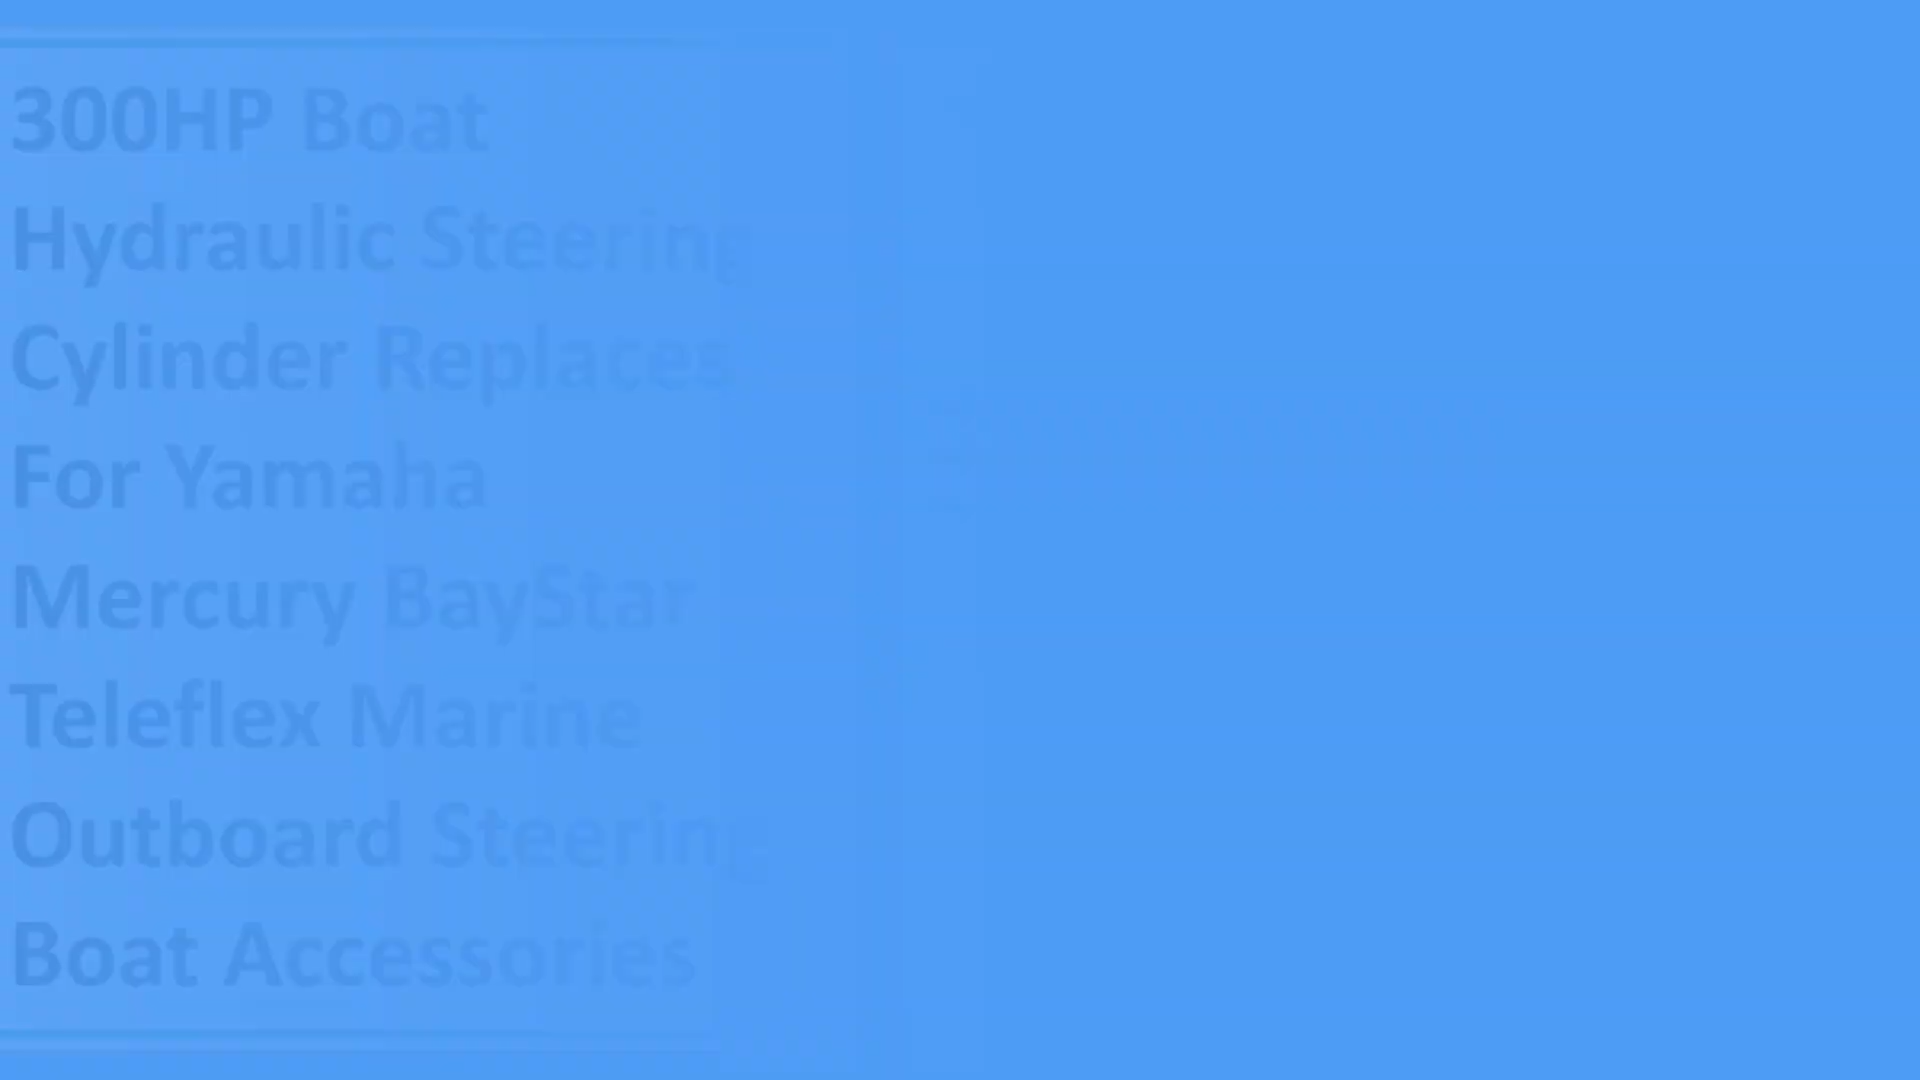 300HP Boat
Hydraulic Steering
Cylinder Replaces
For Yamaha
Mercury BayStar
Teleflex Marine
Outboard Steering
Boat Accessories